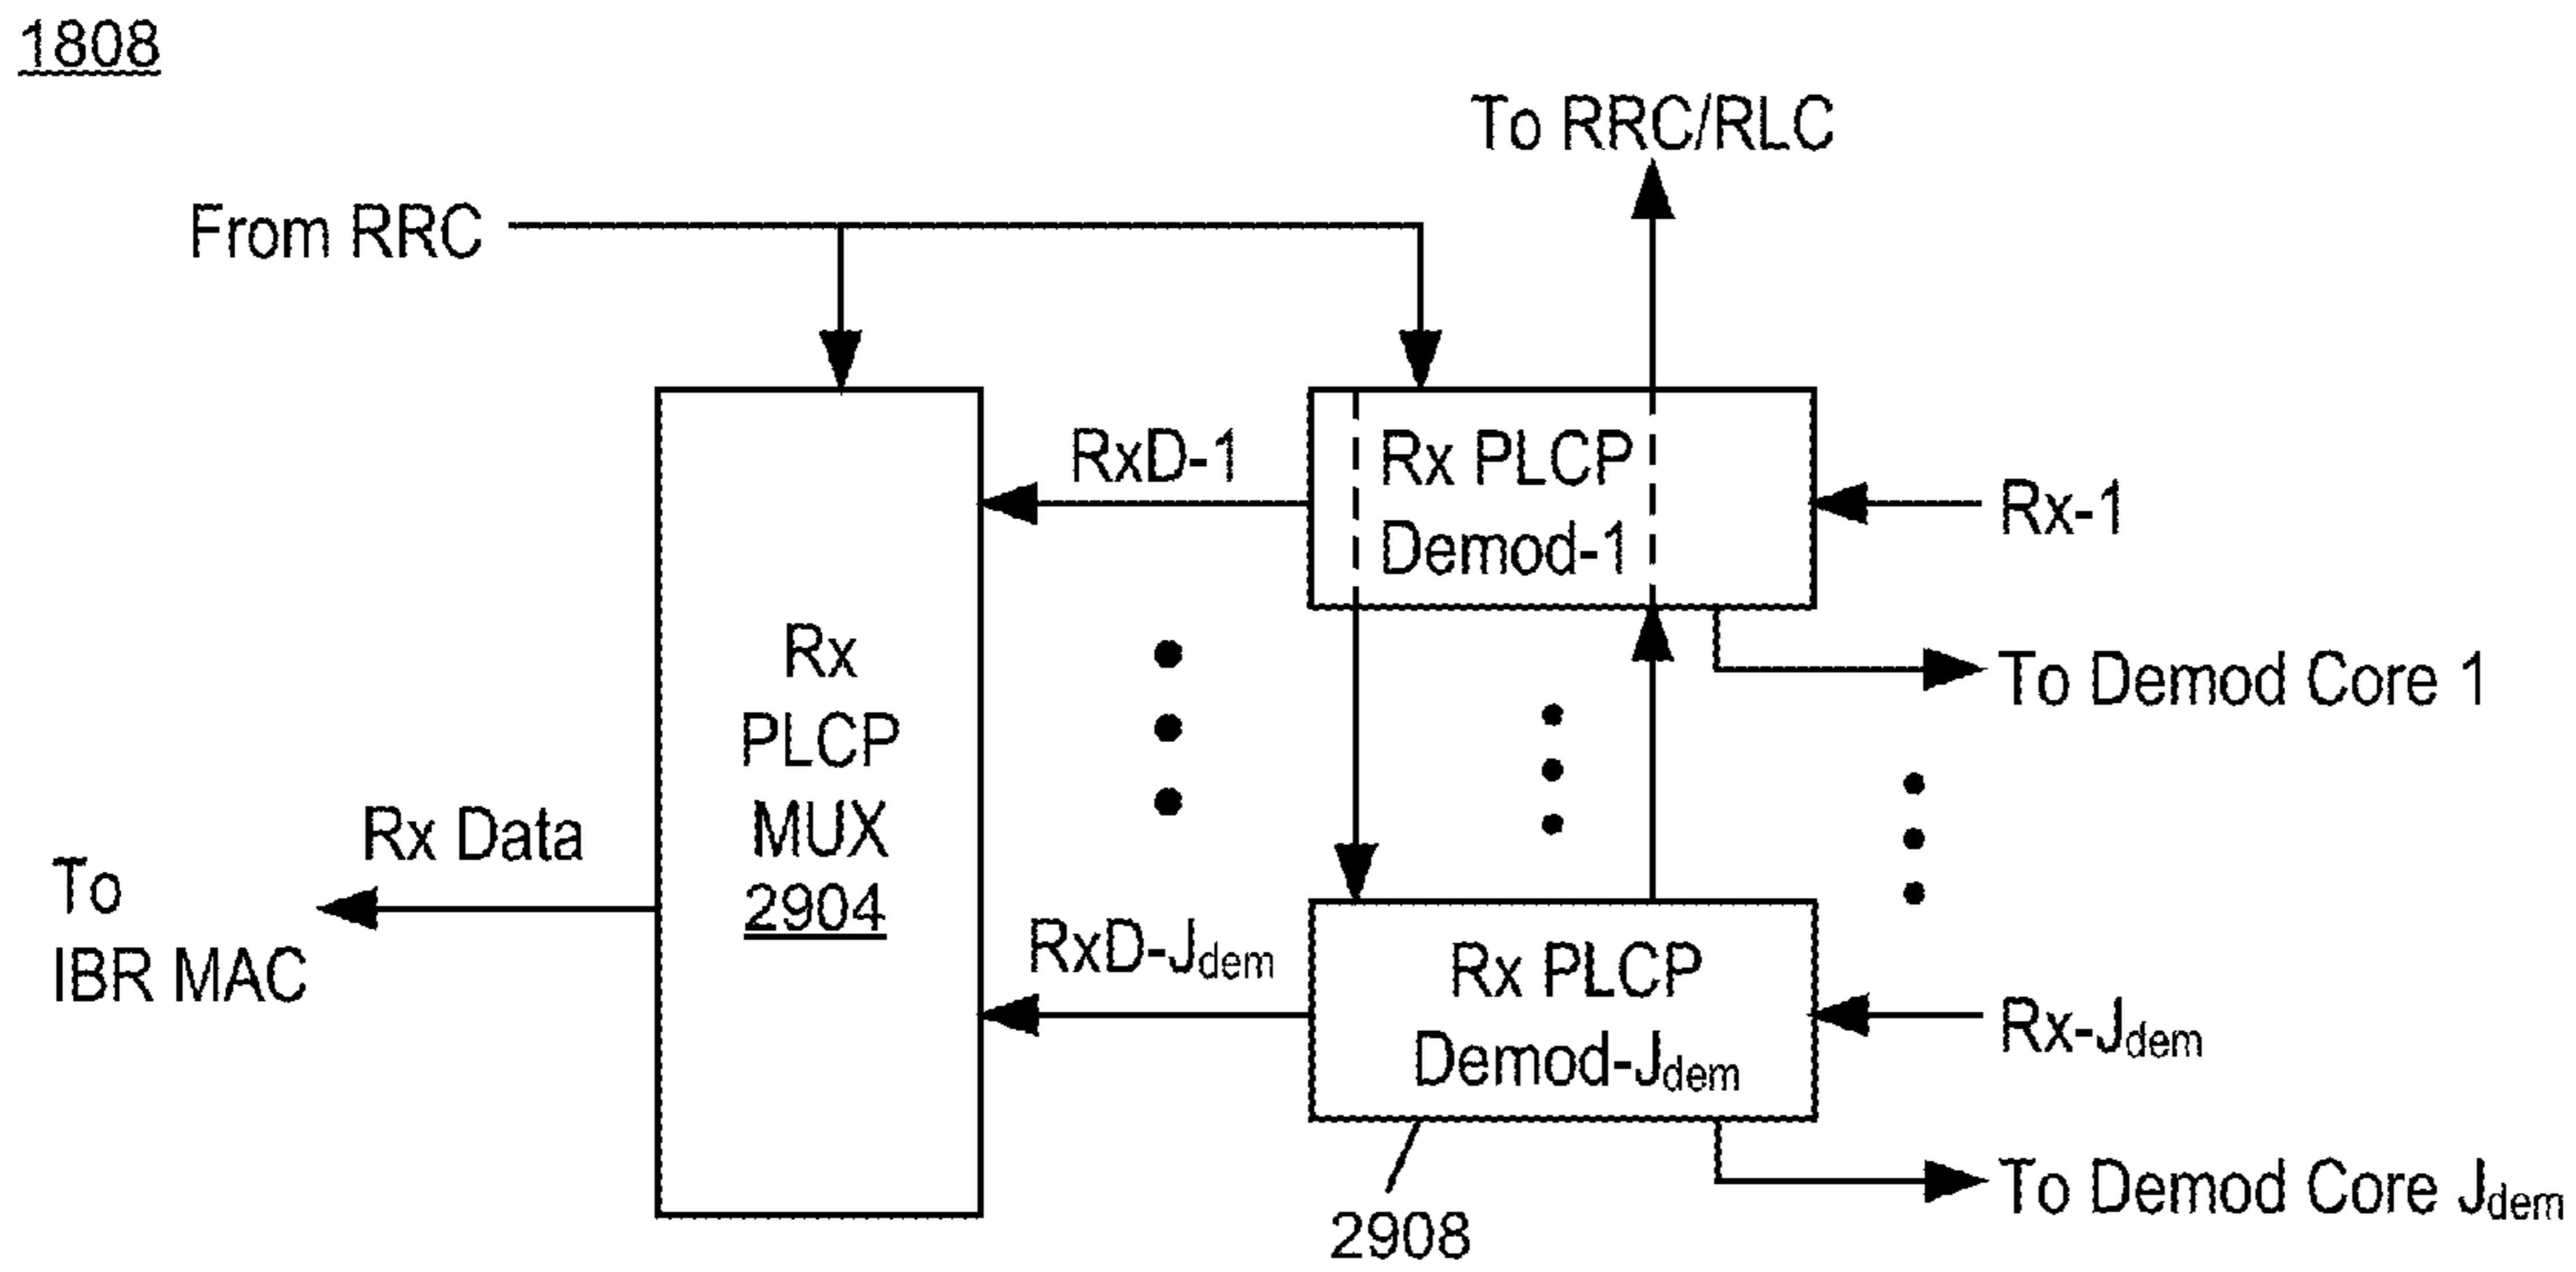 1808
To RRC/RLC
From RRC
RxD-1
Rx PLCP
Demod-1
Rx-1
To Demod Core 1
Rx
PLCP
MUX
2904
Rx Data
To
IBR MAC
RxD-Jdem
Rx PLCP
Demod-Jdem
Rx-Jdem
To Demod Core Jdem
2908